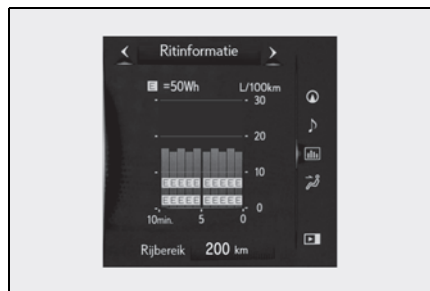 Ritinformatie
E =50Wh L/100km
30
20
10
E E E E E E E E E E
E E E E E E E E E E
0
10min. 5 0
Rijbereik 200 km